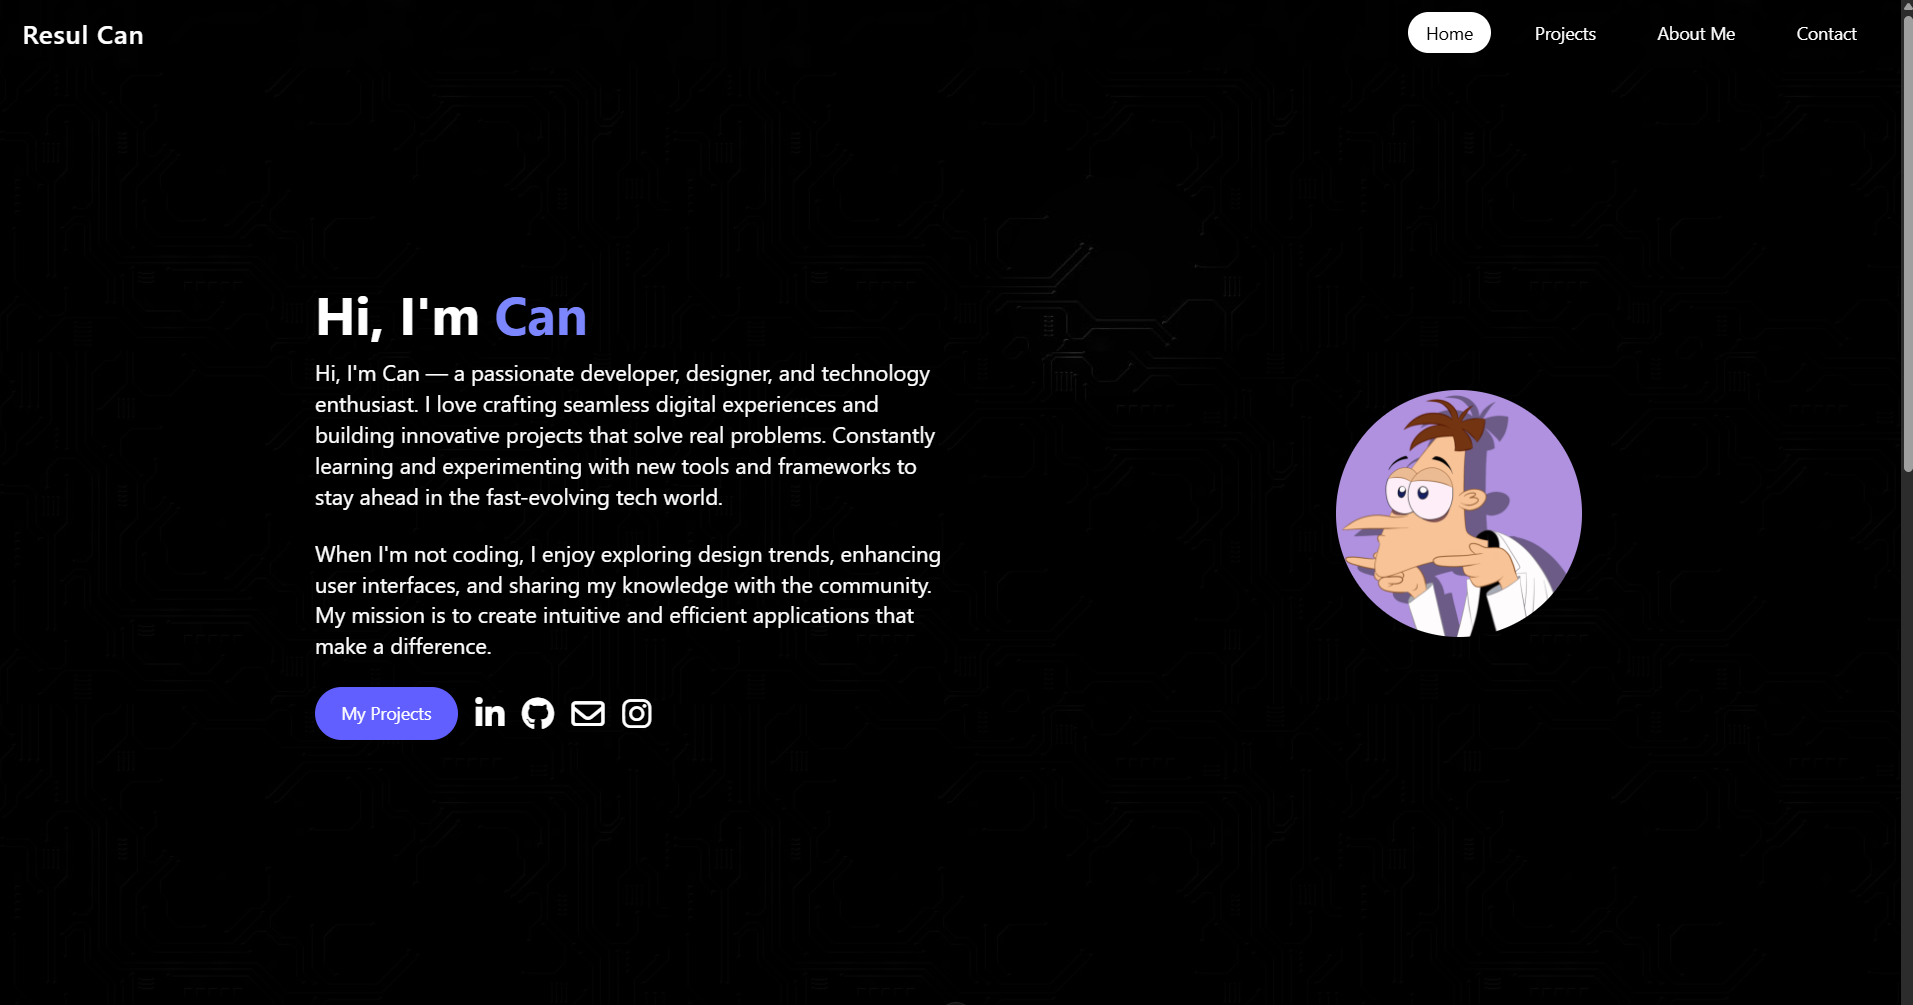 Resul Can
Home
Projects
About Me
Contact
Hi, I'm Can
Hi, I'm Can — a passionate developer, designer, and technology
enthusiast. I love crafting seamless digital experiences and
building innovative projects that solve real problems. Constantly
learning and experimenting with new tools and frameworks to
stay ahead in the fast-evolving tech world.
When I'm not coding, I enjoy exploring design trends, enhancing
user interfaces, and sharing my knowledge with the community.
My mission is to create intuitive and efficient applications that
make a difference.
My Projects
in